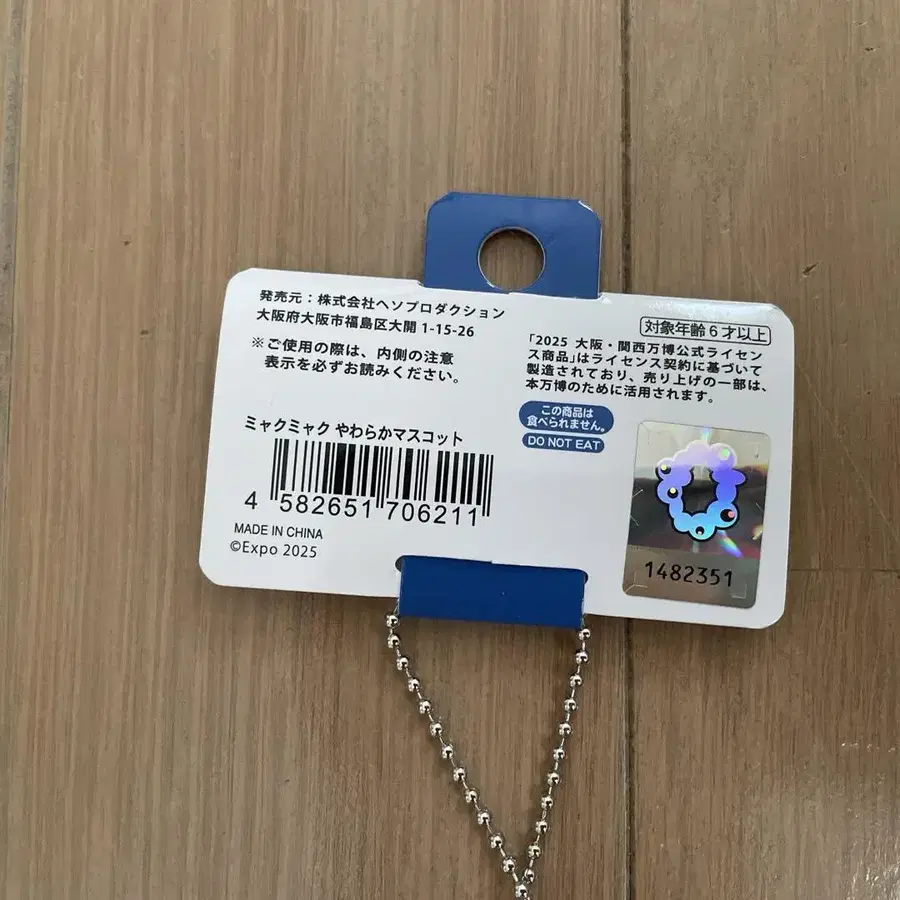 発売元：株式会社ヘソプロダクション
大阪府大阪市福島区大開 1-15-26
※ご使用の際は、内側の注意
表示を必ずお読みください。
対象年齢６才以上
「2025 大阪・関西万博公式ライセン
ス商品」はライセンス契約に基づいて
製造されており、売り上げの一部は、
本万博のために活用されます。
この商品は
食べられません。
DO NOT EAT
ミャクミャク やわらかマスコット
4 582651 706211
MADE IN CHINA
©Expo 2025
1482351